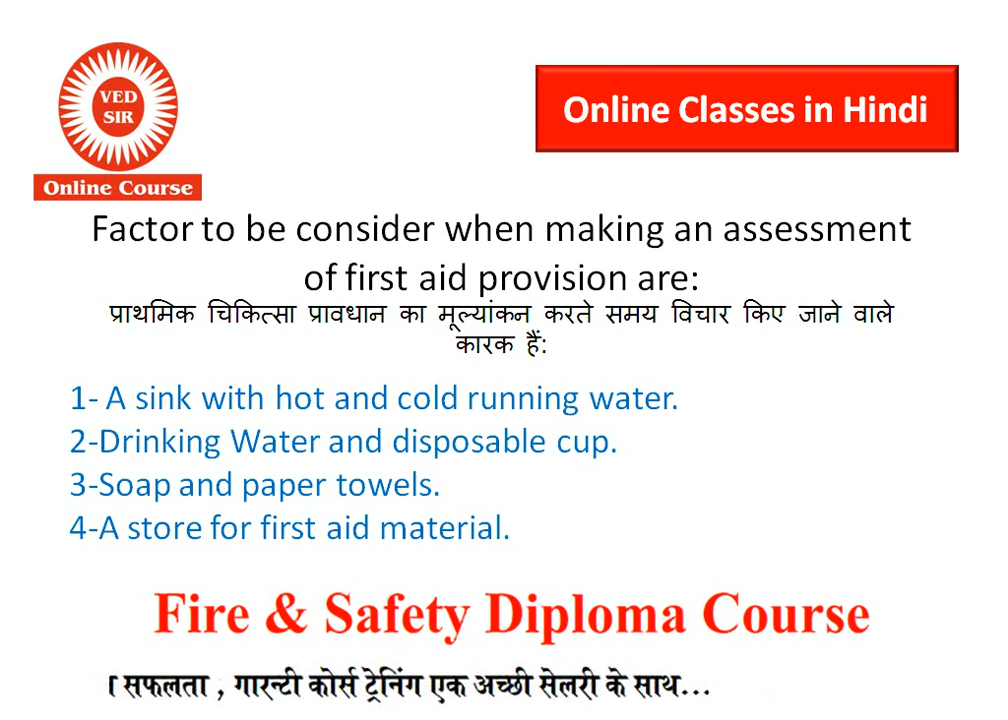 VED
SIR
Online Course
Online Classes in Hindi
Factor to be consider when making an assessment
of first aid provision are:
प्राथमिक चिकित्सा प्रावधान का मूल्यांकन करते समय विचार किए जाने वाले
कारक हैं:
1- A sink with hot and cold running water.
2-Drinking Water and disposable cup.
3-Soap and paper towels.
4-A store for first aid material.
Fire & Safety Diploma Course
सफलता , गारन्टी कोर्स ट्रेनिंग एक अच्छी सेलरी के साथ...